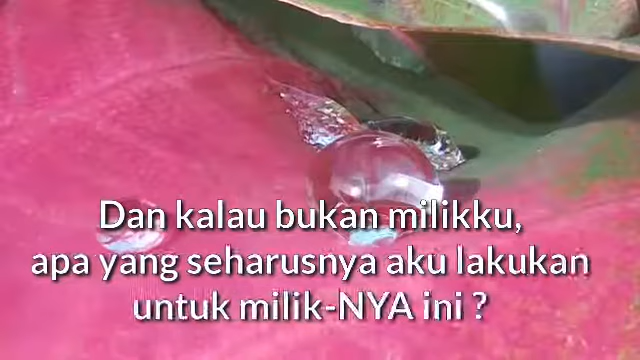 Dan kalau bukan milikku,
apa yang seharusnya aku lakukan
untuk milik-NYA ini ?